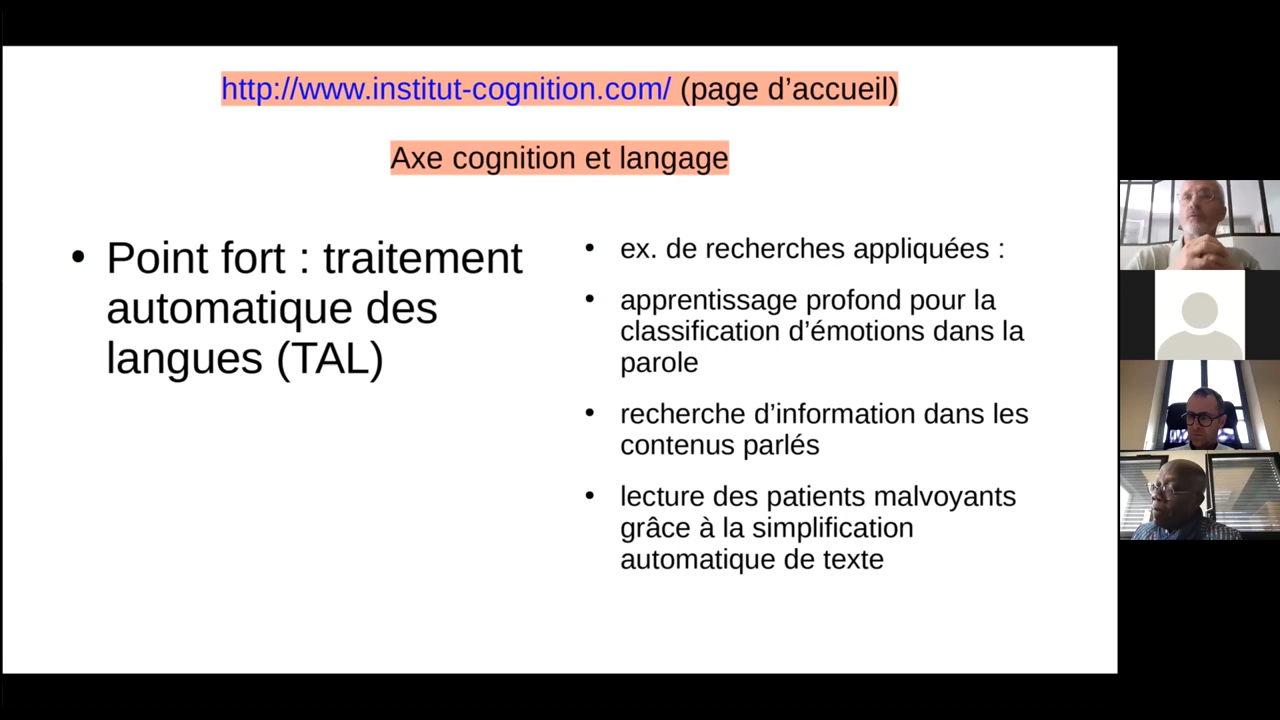 http://www.institut-cognition.com/ (page d’accueil)
Axe cognition et langage
• Point fort : traitement
automatique des
langues (TAL)
• ex. de recherches appliquées :
• apprentissage profond pour la
classification d’émotions dans la
parole
• recherche d’information dans les
contenus parlés
• lecture des patients malvoyants
grâce à la simplification
automatique de texte